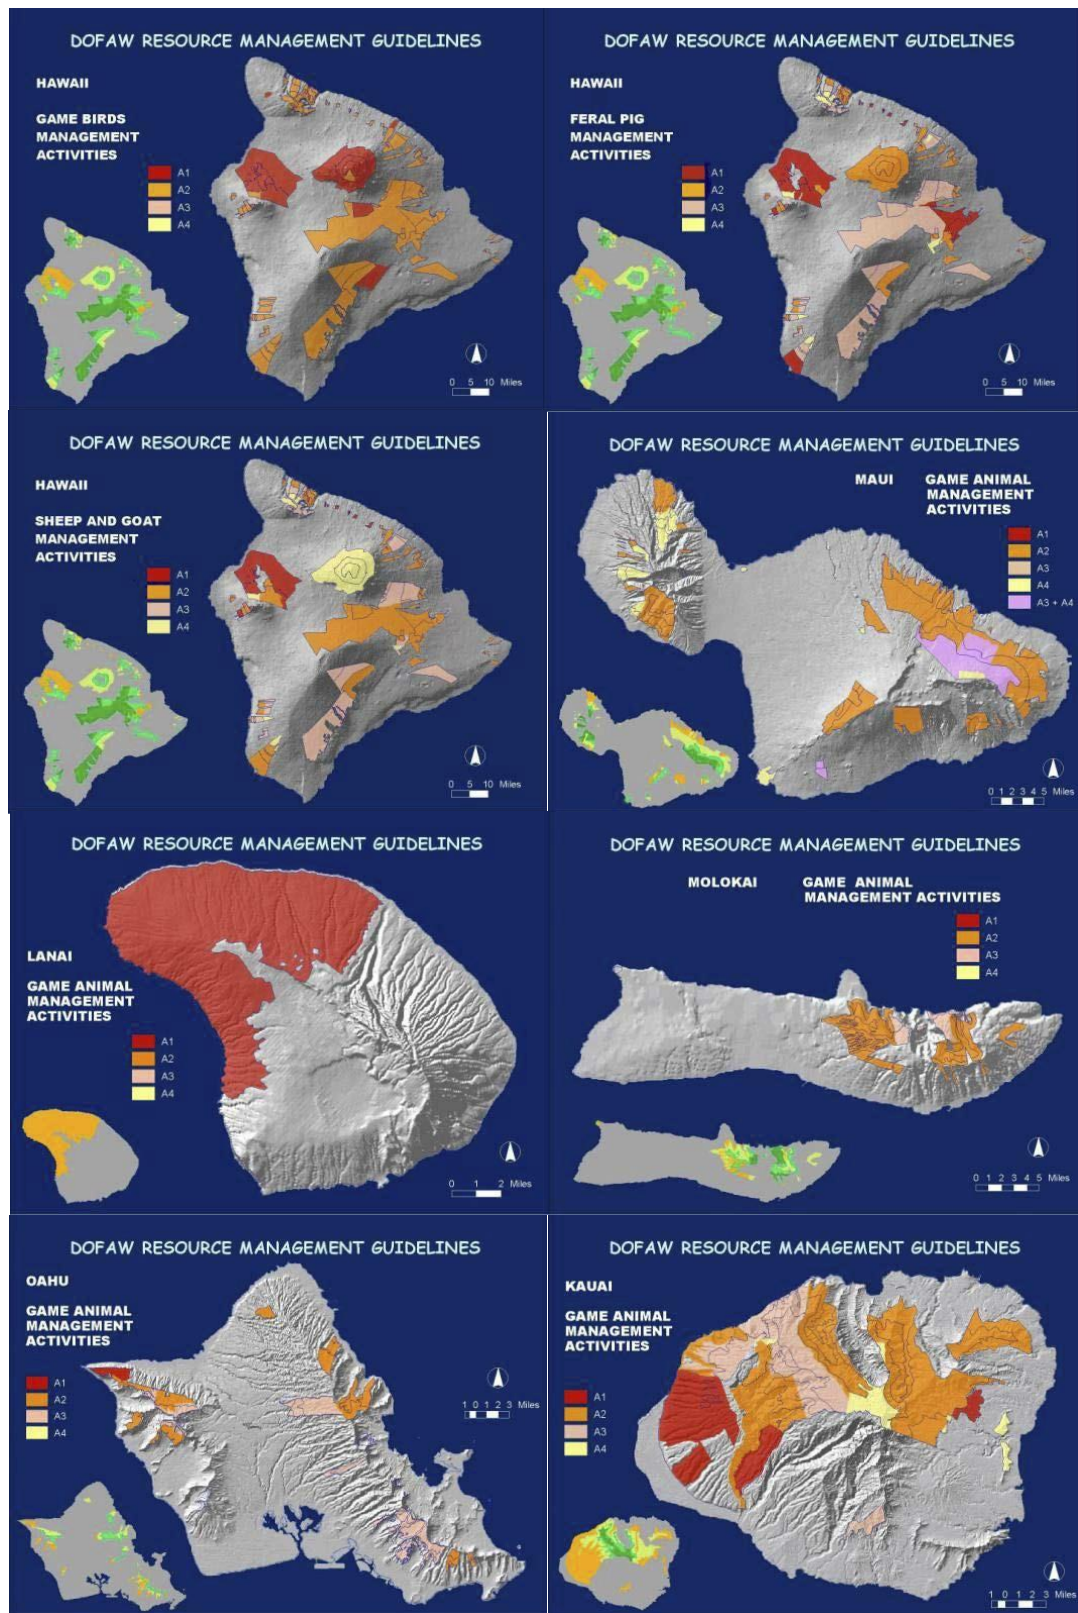 DOFAW RESOURCE MANAGEMENT GUIDELINES
HAWAII
GAME BIRDS
MANAGEMENT
ACTIVITIES
A1
A2
A3
A4
0 5 10 Miles
DOFAW RESOURCE MANAGEMENT GUIDELINES
HAWAII
FERAL PIG
MANAGEMENT
ACTIVITIES
A1
A2
A3
A4
0 5 10 Miles
DOFAW RESOURCE MANAGEMENT GUIDELINES
HAWAII
SHEEP AND GOAT
MANAGEMENT
ACTIVITIES
A1
A2
A3
A4
0 5 10 Miles
DOFAW RESOURCE MANAGEMENT GUIDELINES
MAUI GAME ANIMAL
MANAGEMENT
ACTIVITIES
A1
A2
A3
A4
A3 + A4
0 1 2 3 4 5 Miles
DOFAW RESOURCE MANAGEMENT GUIDELINES
LANAI
GAME ANIMAL
MANAGEMENT
ACTIVITIES
A1
A2
A3
A4
0 1 2 Miles
DOFAW RESOURCE MANAGEMENT GUIDELINES
MOLOKAI GAME ANIMAL
MANAGEMENT ACTIVITIES
A1
A2
A3
A4
0 1 2 3 4 5 Miles
DOFAW RESOURCE MANAGEMENT GUIDELINES
OAHU
GAME ANIMAL
MANAGEMENT
ACTIVITIES
A1
A2
A3
A4
1 0 1 2 3 Miles
DOFAW RESOURCE MANAGEMENT GUIDELINES
KAUAI
GAME ANIMAL
MANAGEMENT
ACTIVITIES
A1
A2
A3
A4
1 0 1 2 3 Miles